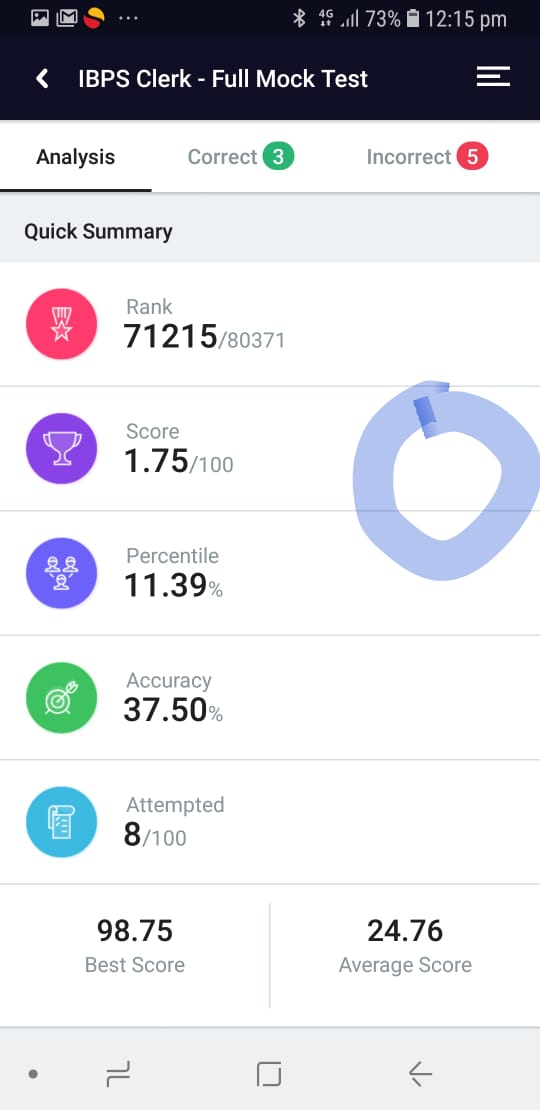 4G 73% 12:15 pm
IBPS Clerk - Full Mock Test
Analysis Correct 3 Incorrect 5
Quick Summary
Rank
71215/80371
Score
1.75/100
Percentile
11.39%
Accuracy
37.50%
Attempted
8/100
98.75 24.76
Best Score Average Score